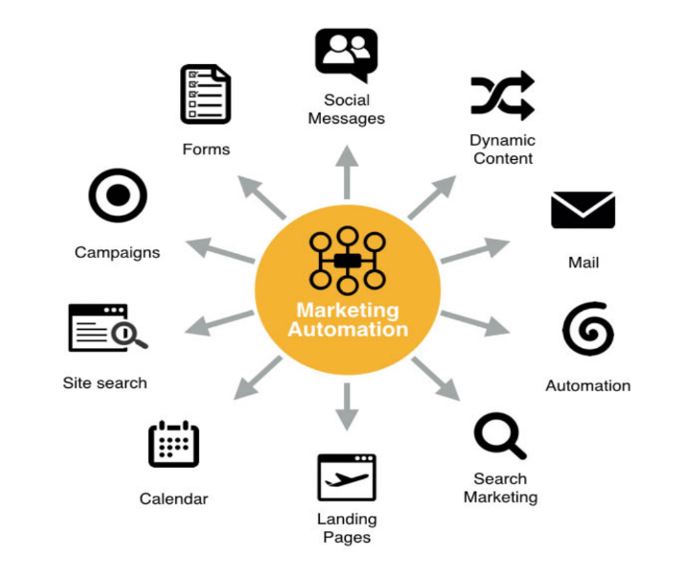 Social
Messages
Forms
Dynamic
Content
Campaigns
Mail
Marketing
Automation
Site search
Automation
Calendar
Search
Marketing
Landing
Pages